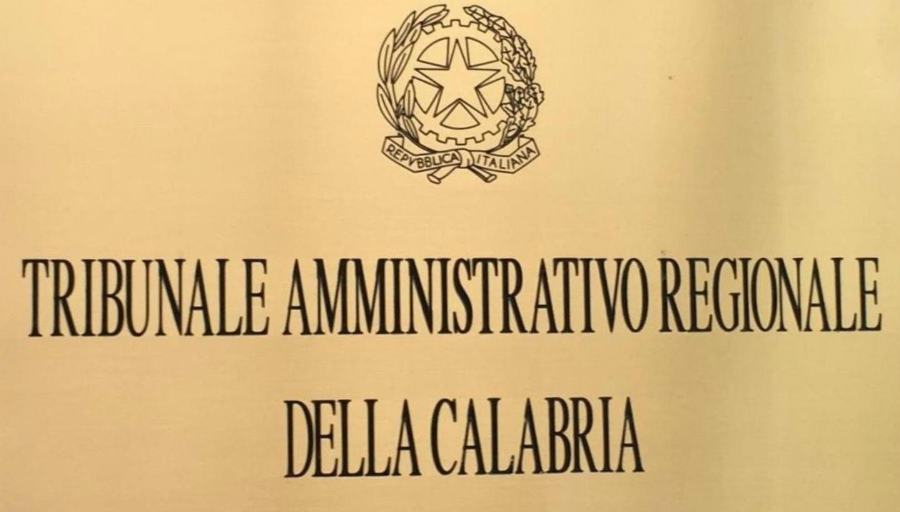 REPVBBLICA ITALIANA
TRIBUNALE AMMINISTRATIVO REGIONALE
DELLA CALABRIA